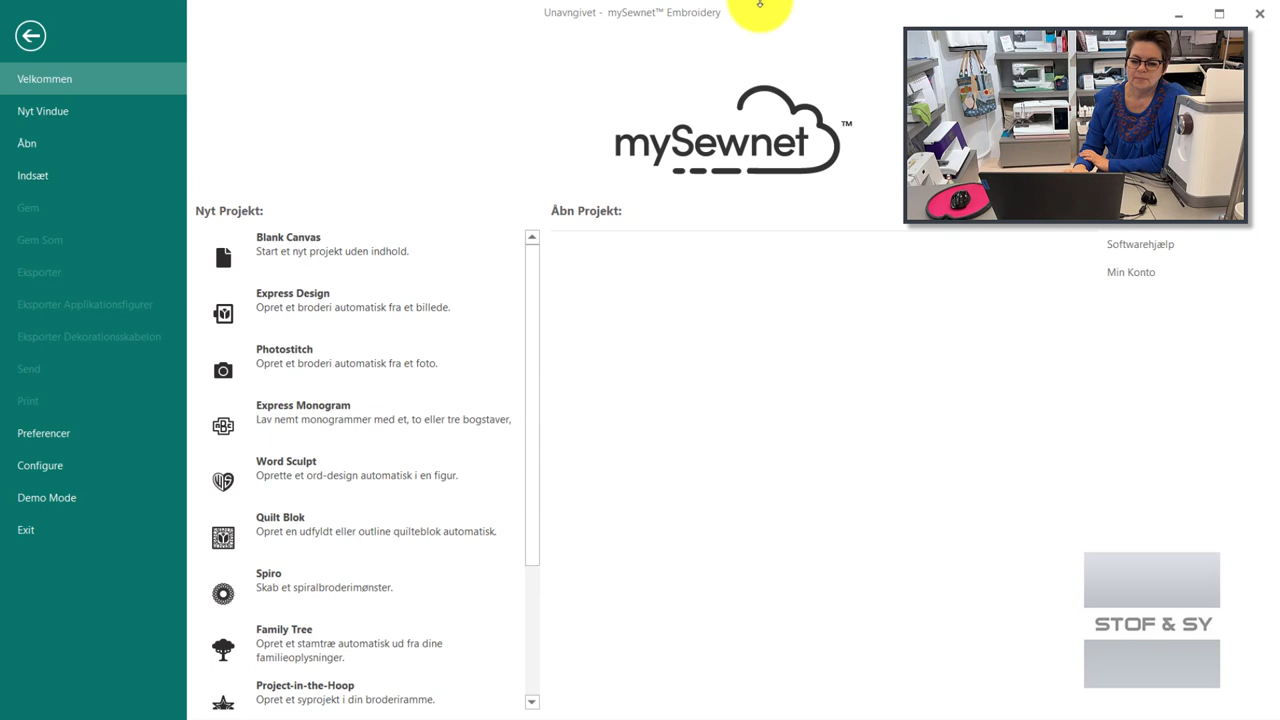 Unavngivet - mySewnet™ Embroidery
Velkommen
Nyt Vindue
Åbn
Indsæt
Gem
Gem Som
Eksporter
Eksporter Applikationsfigurer
Eksporter Dekorationsskabelon
Send
Print
Preferencer
Configure
Demo Mode
Exit
mySewnet™
Nyt Projekt:
Blank Canvas
Start et nyt projekt uden indhold.
Express Design
Opret et broderi automatisk fra et billede.
Photostitch
Opret et broderi automatisk fra et foto.
Express Monogram
Lav nemt monogrammer med et, to eller tre bogstaver,
Word Sculpt
Oprette et ord-design automatisk i en figur.
Quilt Blok
Opret en udfyldt eller outline quilteblok automatisk.
Spiro
Skab et spiralbroderimønster.
Family Tree
Opret et stamtræ automatisk ud fra dine
familieoplysninger.
Project-in-the-Hoop
Opret et syprojekt i din broderiramme.
Åbn Projekt:
Softwarehjælp
Min Konto
STOF & SY